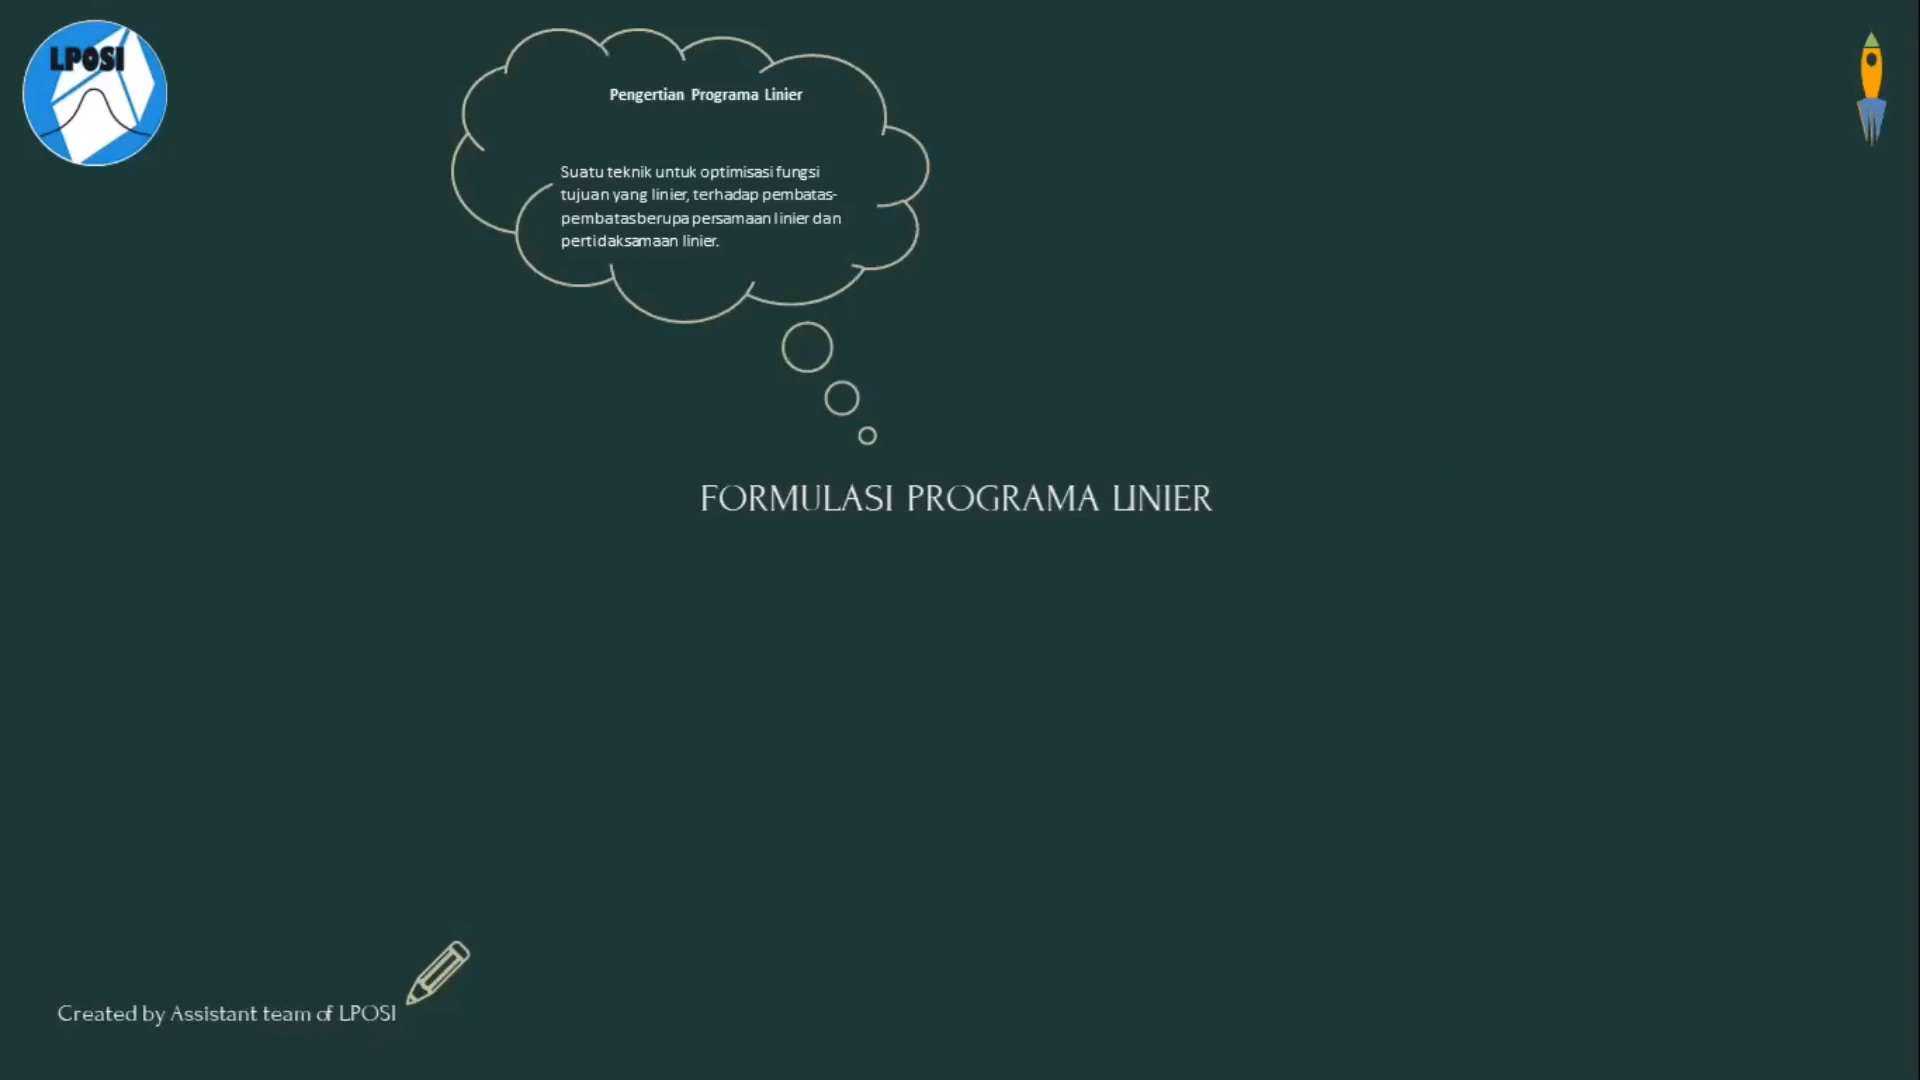 LPOSI
Pengertian Programa Linier
Suatu teknik untuk optimisasi fungsi
tujuan yang linier, terhadap pembatas-
pembatas berupa persamaan linier dan
pertidaksamaan linier.
FORMULASI PROGRAMA LINIER
Created by Assistant team of LPOSI